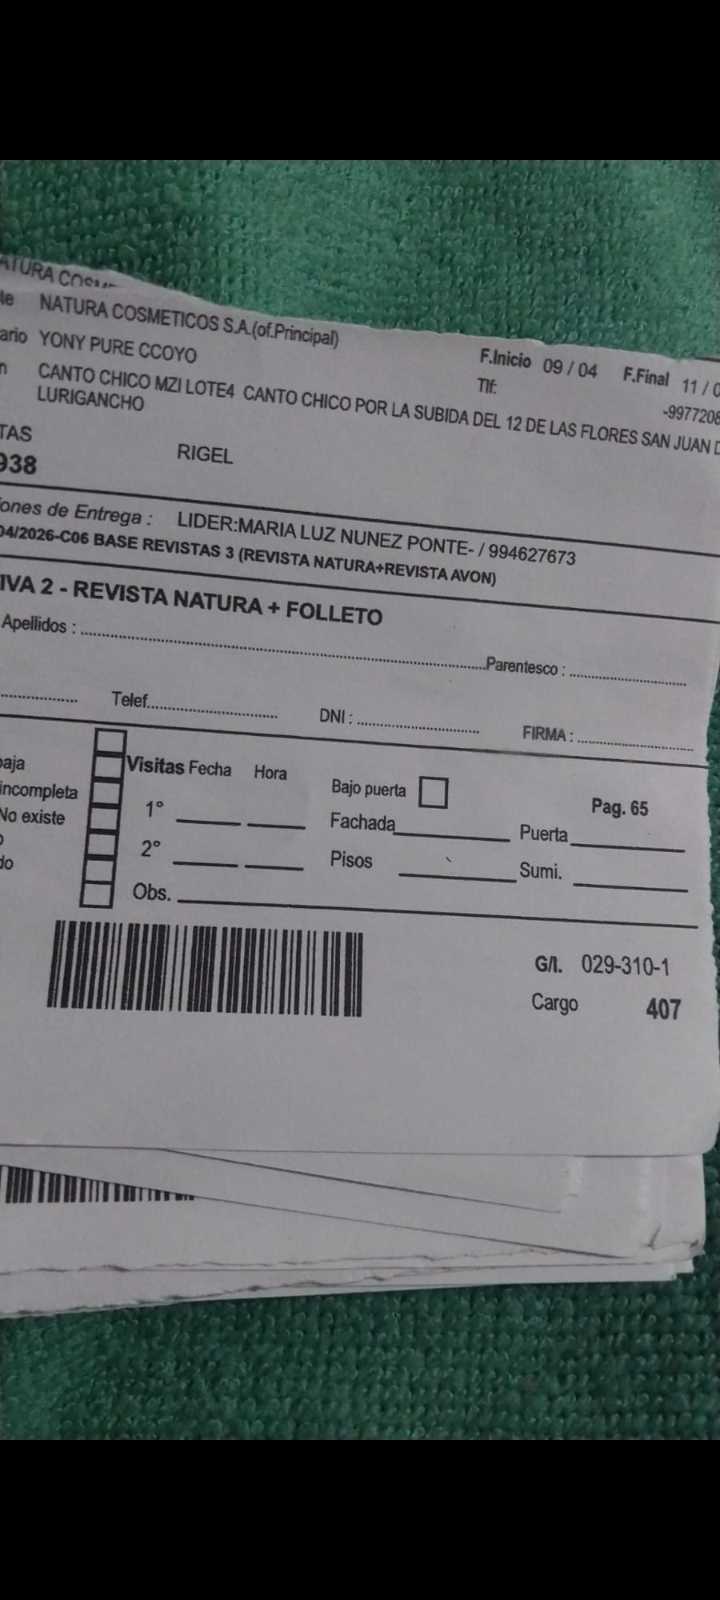 ATURA COSM
te NATURA COSMETICOS S.A.(of.Principal)
ario YONY PURE CCOYO F.Inicio 09 / 04 F.Final 11 / 0
n CANTO CHICO MZI LOTE4 CANTO CHICO POR LA SUBIDA DEL 12 DE LAS FLORES SAN JUAN D Tlf: -9977208
LURIGANCHO
TAS
938 RIGEL
iones de Entrega : LIDER:MARIA LUZ NUNEZ PONTE- / 994627673
04/2026-C06 BASE REVISTAS 3 (REVISTA NATURA+REVISTA AVON)
IVA 2 - REVISTA NATURA + FOLLETO
Apellidos : Parentesco :
Telef. DNI : FIRMA :
baja Visitas Fecha Hora Bajo puerta Pag. 65
incompleta 1° Fachada Puerta
No existe
o 2° Pisos Sumi.
do
Obs.
G/l. 029-310-1
Cargo 407